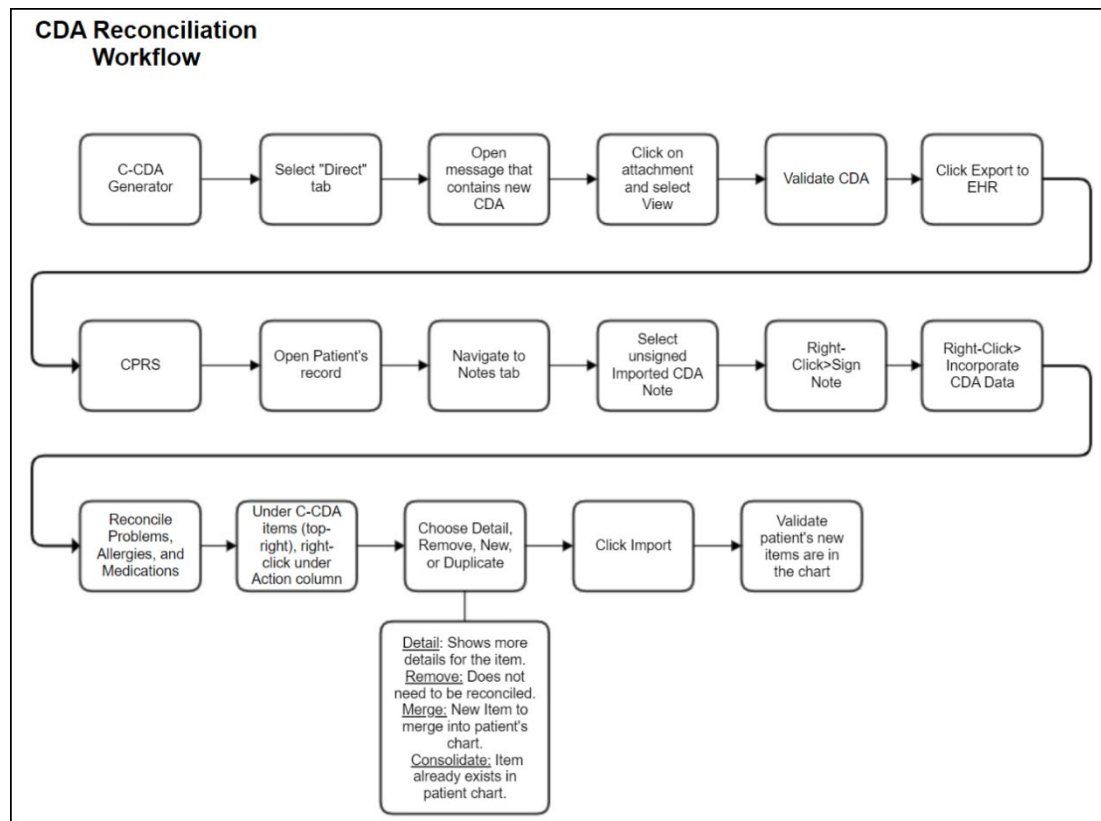 CDA Reconciliation
Workflow
C-CDA
Generator
Select "Direct"
tab
Open
message that
contains new
CDA
Click on
attachment
and select
View
Validate CDA
Click Export to
EHR
CPRS
Open Patient's
record
Navigate to
Notes tab
Select
unsigned
Imported CDA
Note
Right-
Click>Sign
Note
Right-Click>
Incorporate
CDA Data
Reconcile
Problems,
Allergies, and
Medications
Under C-CDA
items (top-
right), right-
click under
Action column
Choose Detail,
Remove, New,
or Duplicate
Click Import
Validate
patient's new
items are in
the chart
Detail: Shows more
details for the item.
Remove: Does not
need to be reconciled.
Merge: New Item to
merge into patient's
chart.
Consolidate: Item
already exists in
patient chart.